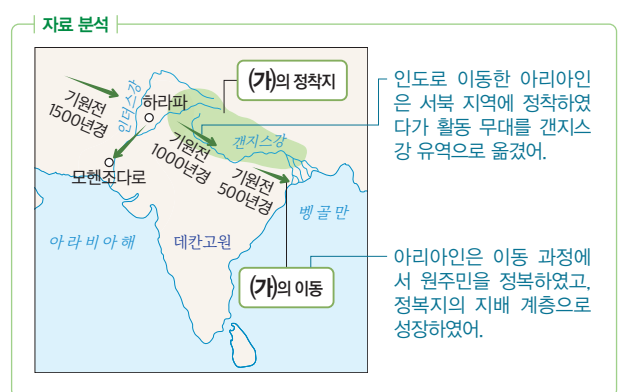 자료 분석
(가)의 정착지
기원전
1500년경
인더스강
하라파
기원전
1000년경
갠지스강
모헨조다로
기원전
500년경
벵골만
아라비아해
데칸고원
(가)의 이동
인도로 이동한 아리아인
은 서북 지역에 정착하였
다가 활동 무대를 갠지스
강 유역으로 옮겼어.
아리아인은 이동 과정에
서 원주민을 정복하였고,
정복지의 지배 계층으로
성장하였어.